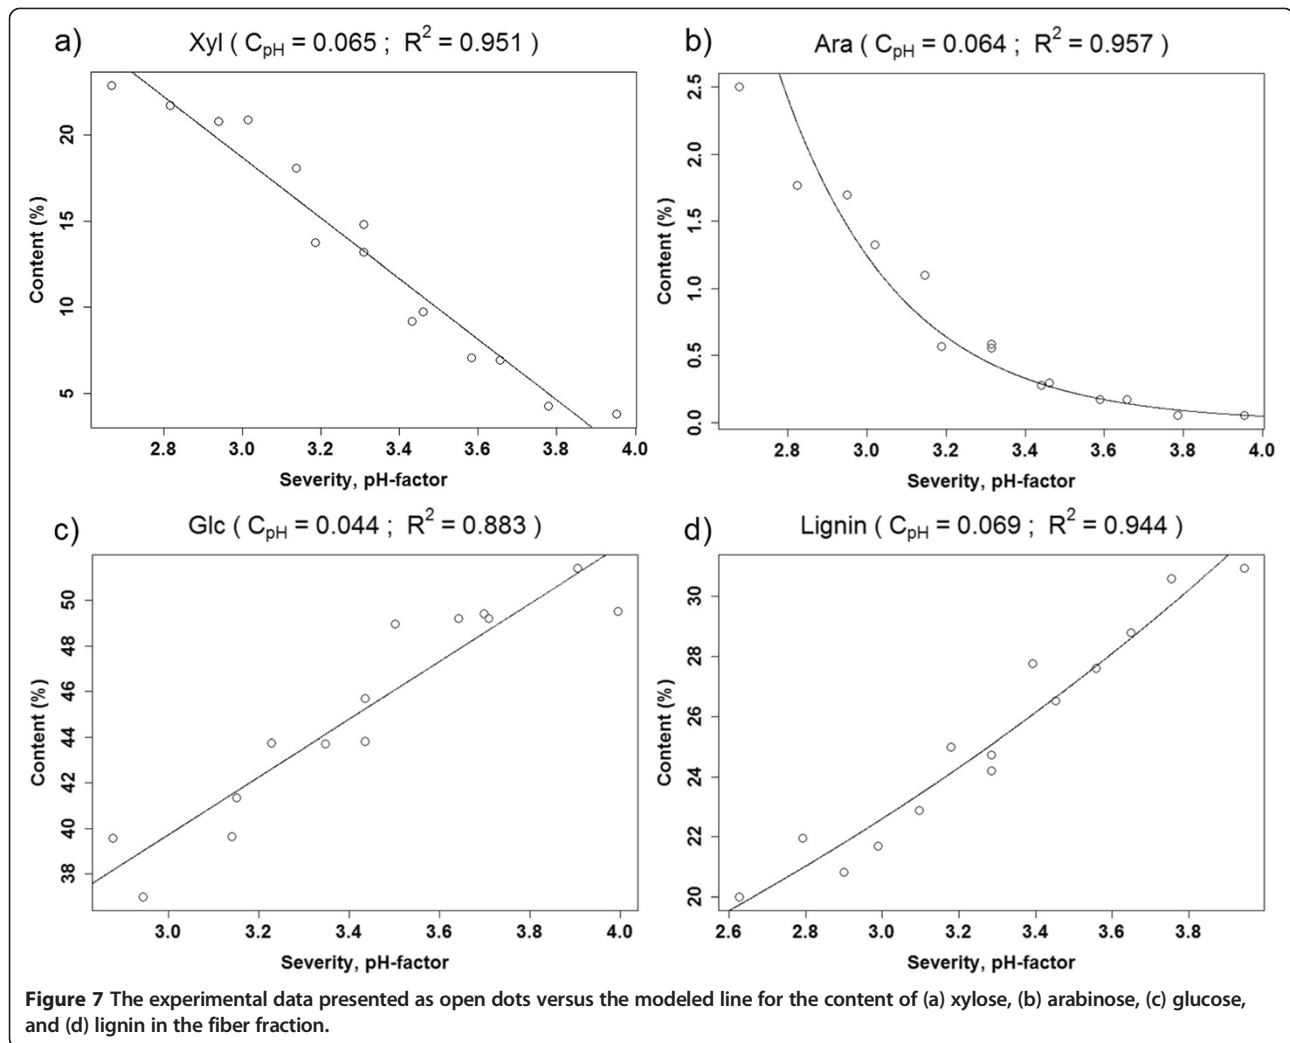 a) Xyl ( CpH = 0.065 ; R² = 0.951 )
Content (%)
20
15
10
5
2.8 3.0 3.2 3.4 3.6 3.8 4.0
Severity, pH-factor
b) Ara ( CpH = 0.064 ; R² = 0.957 )
Content (%)
2.5
2.0
1.5
1.0
0.5
0.0
2.8 3.0 3.2 3.4 3.6 3.8 4.0
Severity, pH-factor
c) Glc ( CpH = 0.044 ; R² = 0.883 )
Content (%)
50
48
46
44
42
40
38
3.0 3.2 3.4 3.6 3.8 4.0
Severity, pH-factor
d) Lignin ( CpH = 0.069 ; R² = 0.944 )
Content (%)
30
28
26
24
22
20
2.6 2.8 3.0 3.2 3.4 3.6 3.8
Severity, pH-factor
Figure 7 The experimental data presented as open dots versus the modeled line for the content of (a) xylose, (b) arabinose, (c) glucose,
and (d) lignin in the fiber fraction.